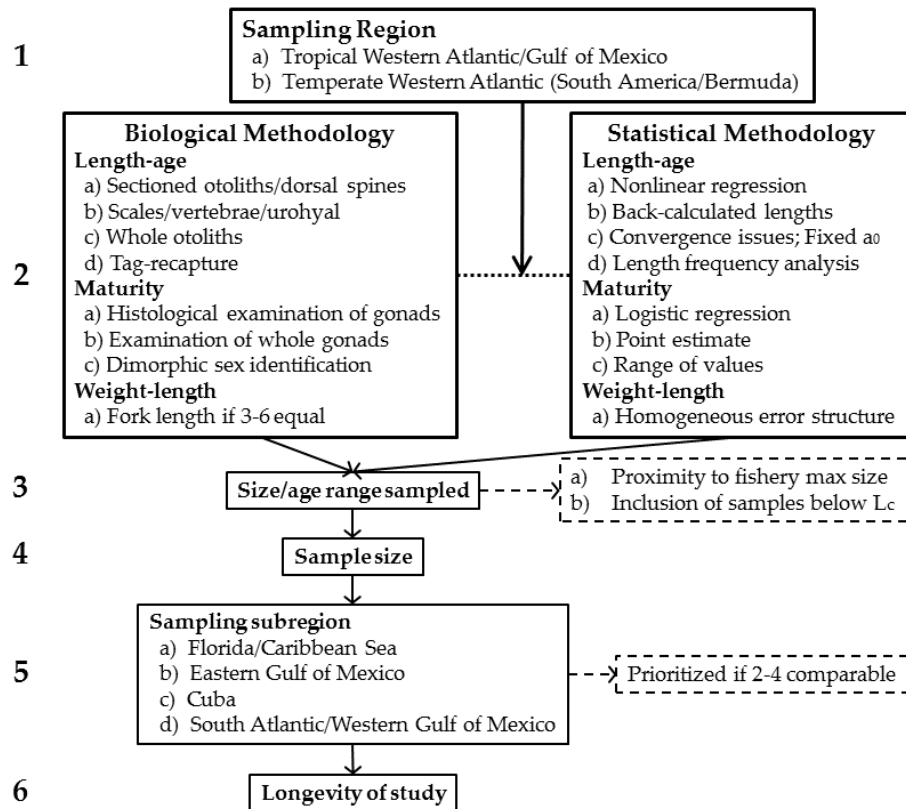 1
Sampling Region
a) Tropical Western Atlantic/Gulf of Mexico
b) Temperate Western Atlantic (South America/Bermuda)
2
Biological Methodology
Length-age
a) Sectioned otoliths/dorsal spines
b) Scales/vertebrae/urohyal
c) Whole otoliths
d) Tag-recapture
Maturity
a) Histological examination of gonads
b) Examination of whole gonads
c) Dimorphic sex identification
Weight-length
a) Fork length if 3-6 equal
Statistical Methodology
Length-age
a) Nonlinear regression
b) Back-calculated lengths
c) Convergence issues; Fixed a0
d) Length frequency analysis
Maturity
a) Logistic regression
b) Point estimate
c) Range of values
Weight-length
a) Homogeneous error structure
3
Size/age range sampled
a) Proximity to fishery max size
b) Inclusion of samples below Lc
4
Sample size
5
Sampling subregion
a) Florida/Caribbean Sea
b) Eastern Gulf of Mexico
c) Cuba
d) South Atlantic/Western Gulf of Mexico
Prioritized if 2-4 comparable
6
Longevity of study